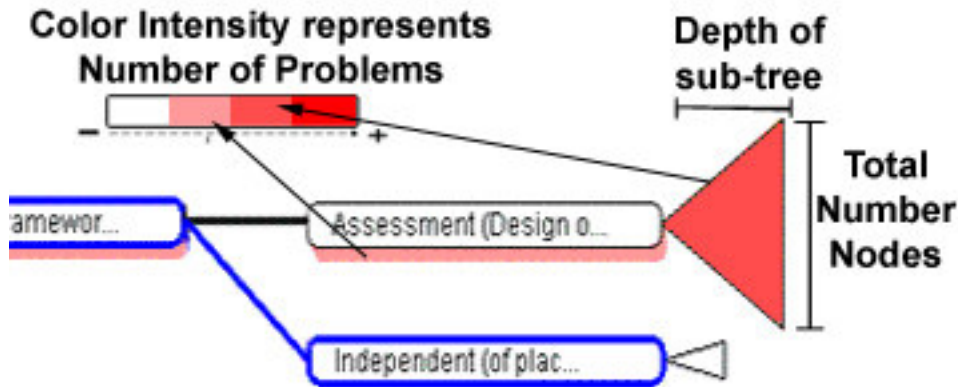 Color Intensity represents
Number of Problems
Depth of
sub-tree
− +
Total
Number
Nodes
amewor...
Assessment (Design o...
Independent (of plac...